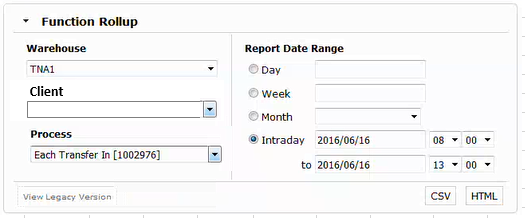 Function Rollup
Warehouse
TNA1
Client
Process
Each Transfer In [1002976]
Report Date Range
Day
Week
Month
Intraday 2016/06/16 08 00
to 2016/06/16 13 00
View Legacy Version
CSV HTML